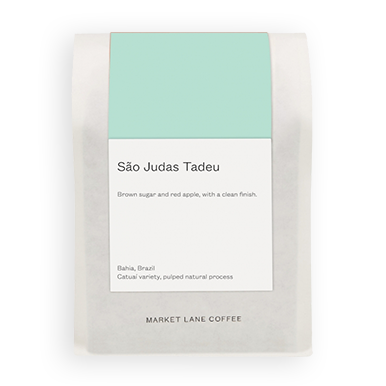 São Judas Tadeu
Brown sugar and red apple, with a clean finish.
Bahia, Brazil
Catuaí variety, pulped natural process
MARKET LANE COFFEE